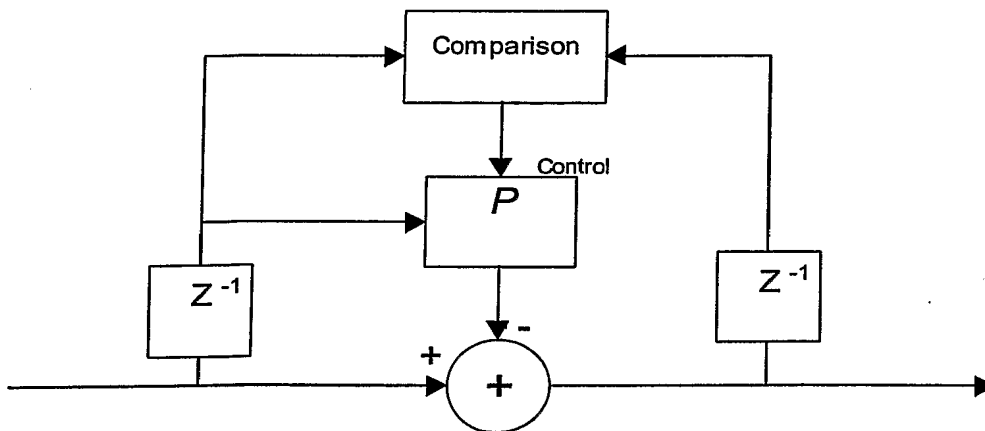 Comparison
Control
P
Z⁻¹
Z⁻¹
-
+
+